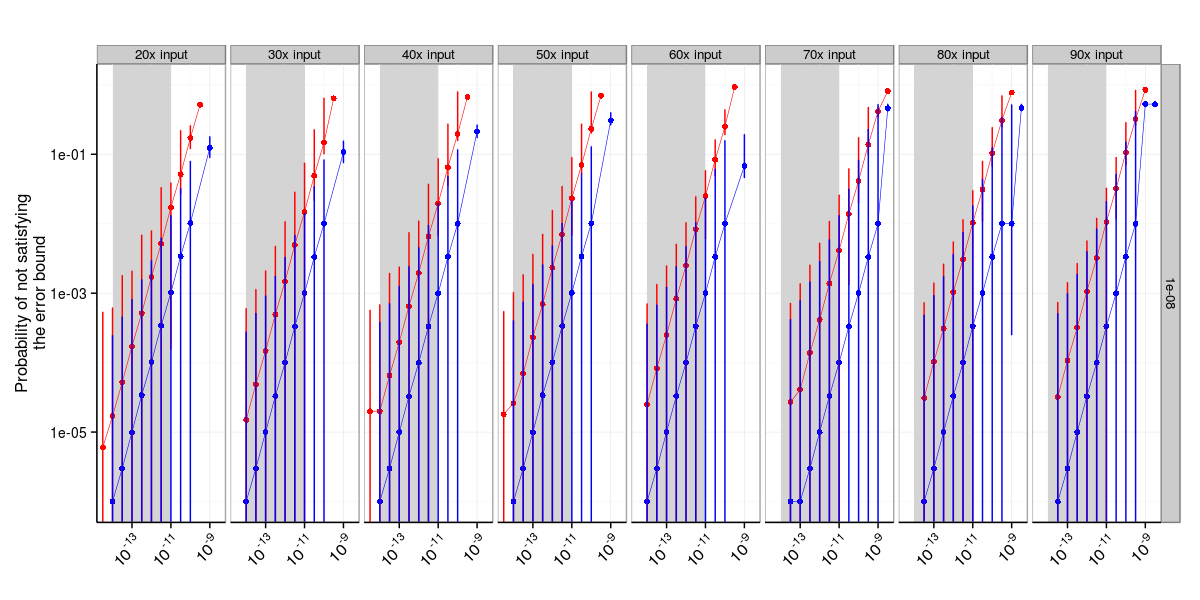 20x input 30x input 40x input 50x input 60x input 70x input 80x input 90x input
Probability of not satisfying
the error bound
1e-01
1e-03
1e-05
1e-08
10⁻¹³ 10⁻¹¹ 10⁻⁹ 10⁻¹³ 10⁻¹¹ 10⁻⁹ 10⁻¹³ 10⁻¹¹ 10⁻⁹ 10⁻¹³ 10⁻¹¹ 10⁻⁹ 10⁻¹³ 10⁻¹¹ 10⁻⁹ 10⁻¹³ 10⁻¹¹ 10⁻⁹ 10⁻¹³ 10⁻¹¹ 10⁻⁹ 10⁻¹³ 10⁻¹¹ 10⁻⁹